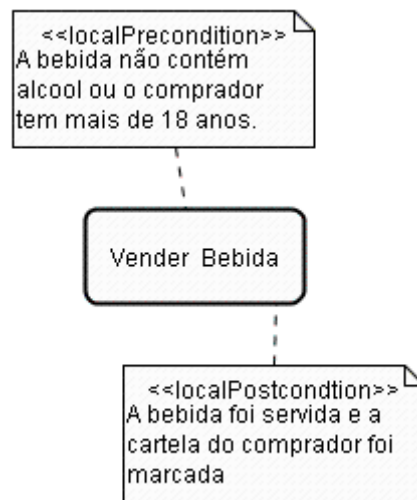 <<localPrecondition>>
A bebida não contém
alcool ou o comprador
tem mais de 18 anos.
Vender Bebida
<<localPostcondtion>>
A bebida foi servida e a
cartela do comprador foi
marcada